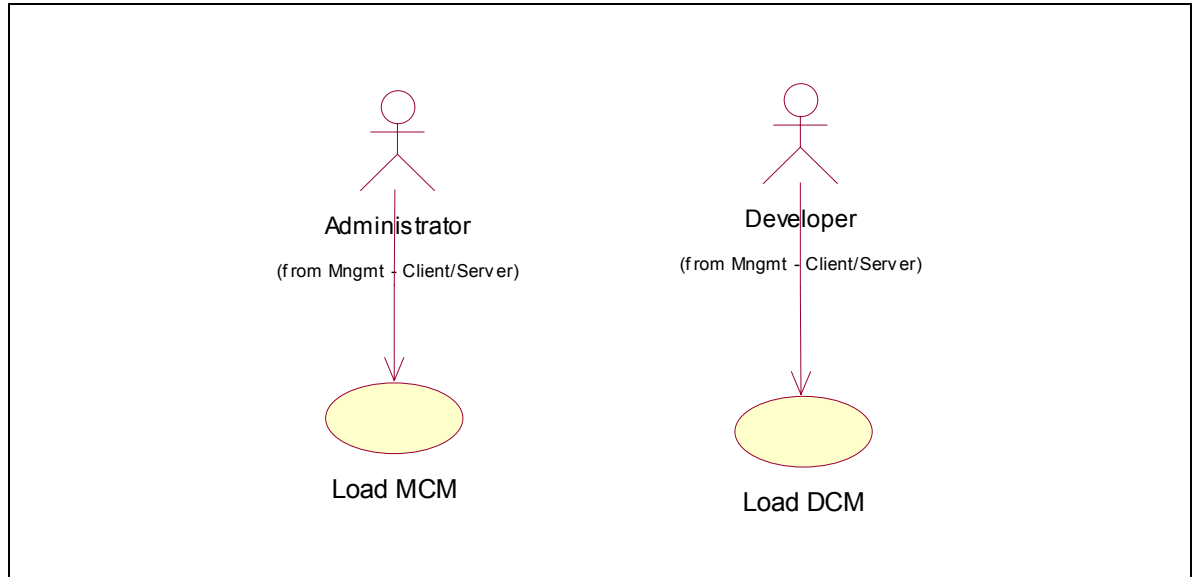 Administrator
(from Mngmt - Client/Server)
Load MCM
Developer
(from Mngmt - Client/Server)
Load DCM